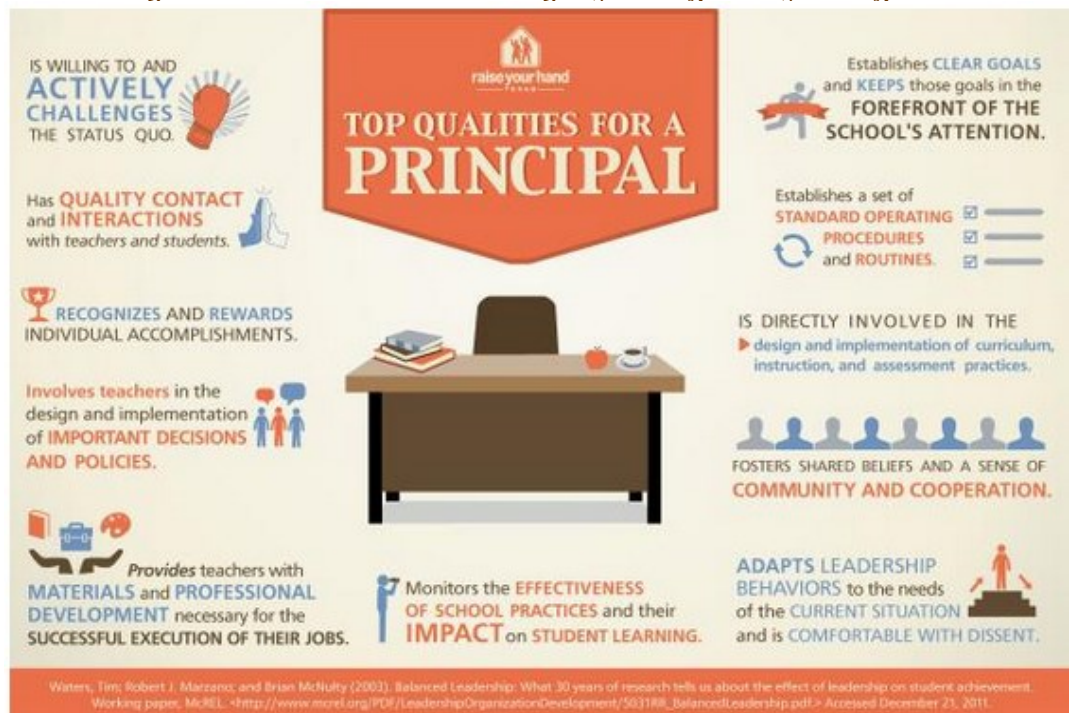 raise your hand
TEXAS
TOP QUALITIES FOR A
PRINCIPAL
IS WILLING TO AND
ACTIVELY
CHALLENGES
THE STATUS QUO.
Has QUALITY CONTACT
and INTERACTIONS
with teachers and students.
RECOGNIZES AND REWARDS
INDIVIDUAL ACCOMPLISHMENTS.
Involves teachers in the
design and implementation
of IMPORTANT DECISIONS
AND POLICIES.
Provides teachers with
MATERIALS and PROFESSIONAL
DEVELOPMENT necessary for the
SUCCESSFUL EXECUTION OF THEIR JOBS.
Monitors the EFFECTIVENESS
OF SCHOOL PRACTICES and their
IMPACT on STUDENT LEARNING.
Establishes CLEAR GOALS
and KEEPS those goals in the
FOREFRONT OF THE
SCHOOL'S ATTENTION.
Establishes a set of
STANDARD OPERATING
PROCEDURES
and ROUTINES.
IS DIRECTLY INVOLVED IN THE
design and implementation of curriculum,
instruction, and assessment practices.
FOSTERS SHARED BELIEFS AND A SENSE OF
COMMUNITY AND COOPERATION.
ADAPTS LEADERSHIP
BEHAVIORS to the needs
of the CURRENT SITUATION
and is COMFORTABLE WITH DISSENT.
Waters, Tim; Robert J. Marzano; and Brian McNulty (2003). Balanced Leadership: What 30 years of research tells us about the effect of leadership on student achievement.
Working paper, McREL. <http://www.mcrel.org/PDF/LeadershipOrganizationDevelopment/5031RR_BalancedLeadership.pdf> Accessed December 21, 2011.